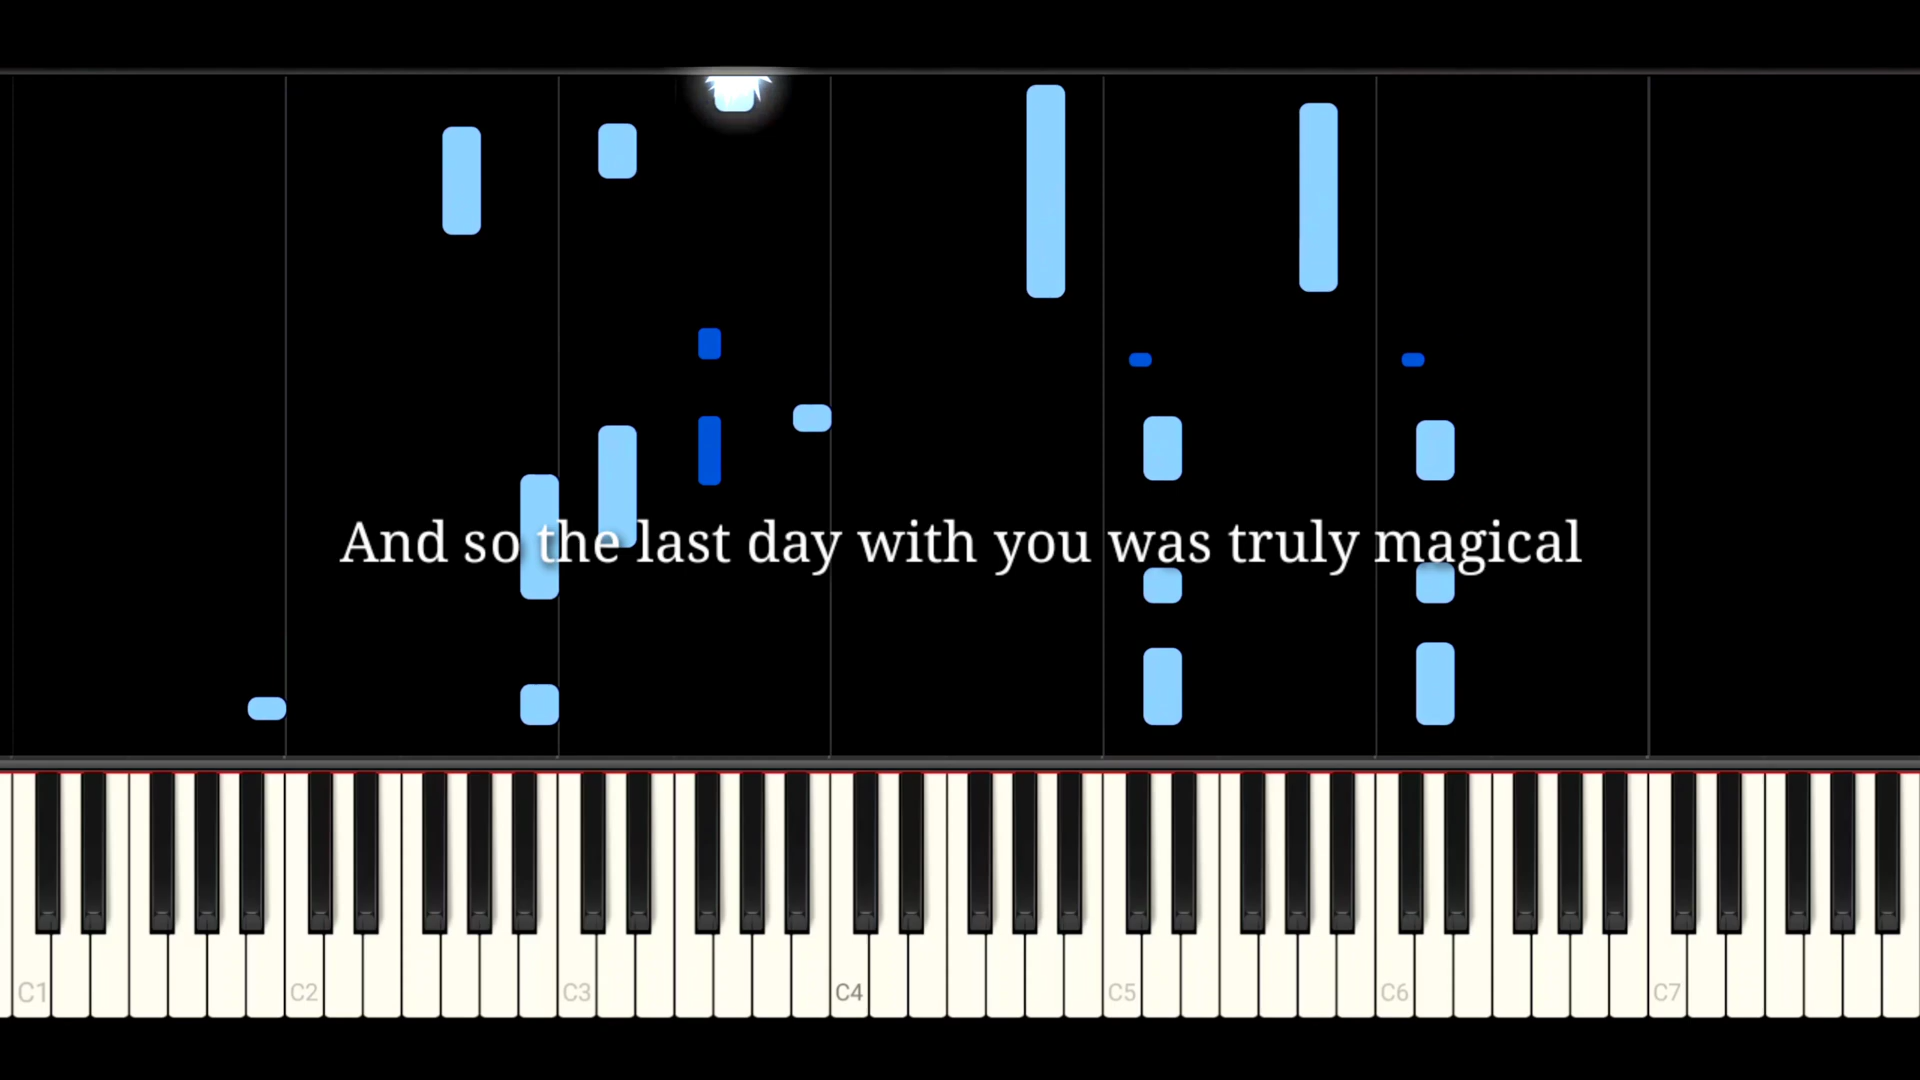 And so the last day with you was truly magical
C1 C2 C3 C4 C5 C6 C7